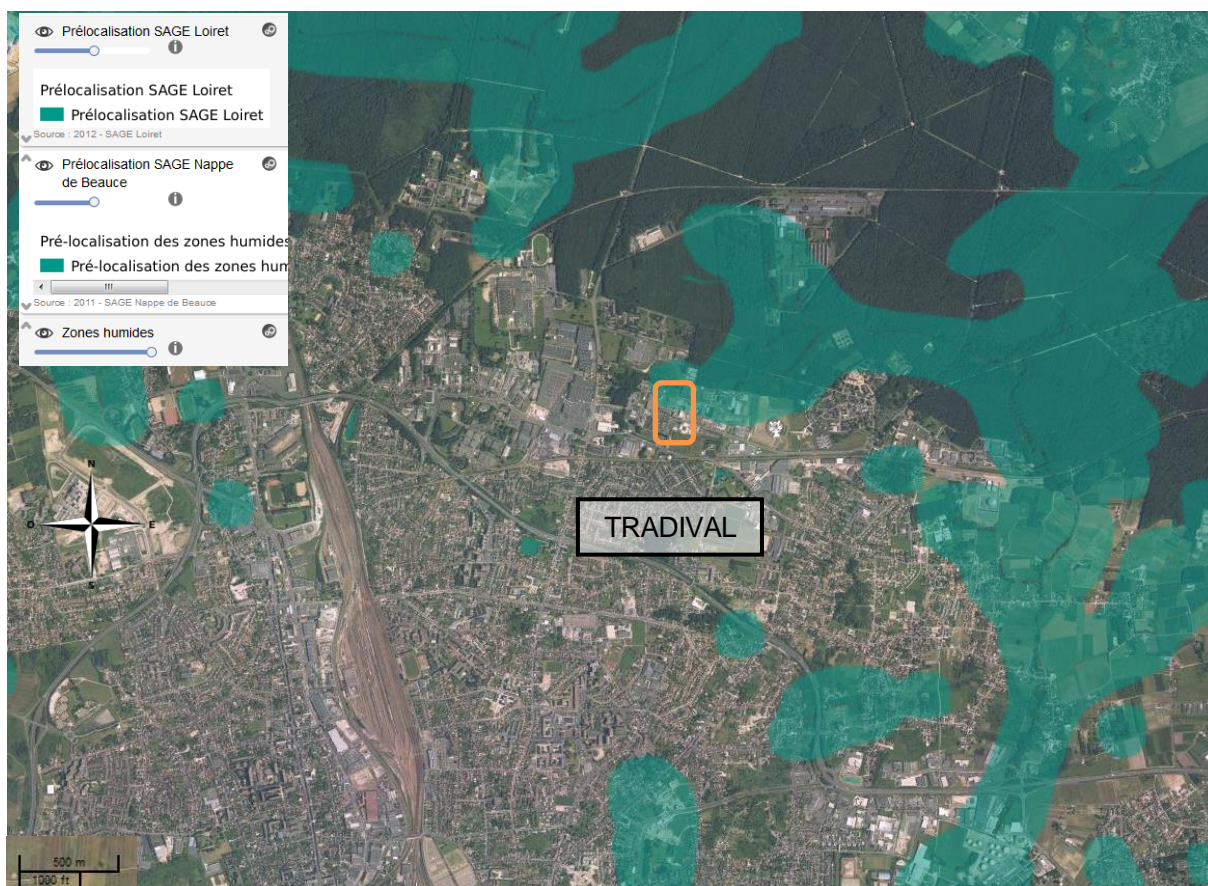 Prélocalisation SAGE Loiret
Prélocalisation SAGE Loiret
Prélocalisation SAGE Loiret
Source : 2012 - SAGE Loiret
Prélocalisation SAGE Nappe
de Beauce
Pré-localisation des zones humides
Pré-localisation des zones hum
Source : 2011 - SAGE Nappe de Beauce
Zones humides
N
O
E
S
TRADIVAL
500 m
1000 ft